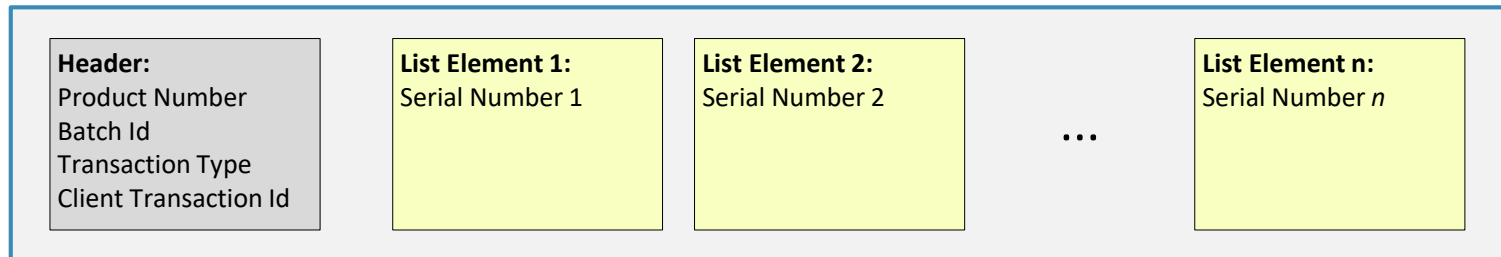 Header:
Product Number
Batch Id
Transaction Type
Client Transaction Id
List Element 1:
Serial Number 1
List Element 2:
Serial Number 2
...
List Element n:
Serial Number n